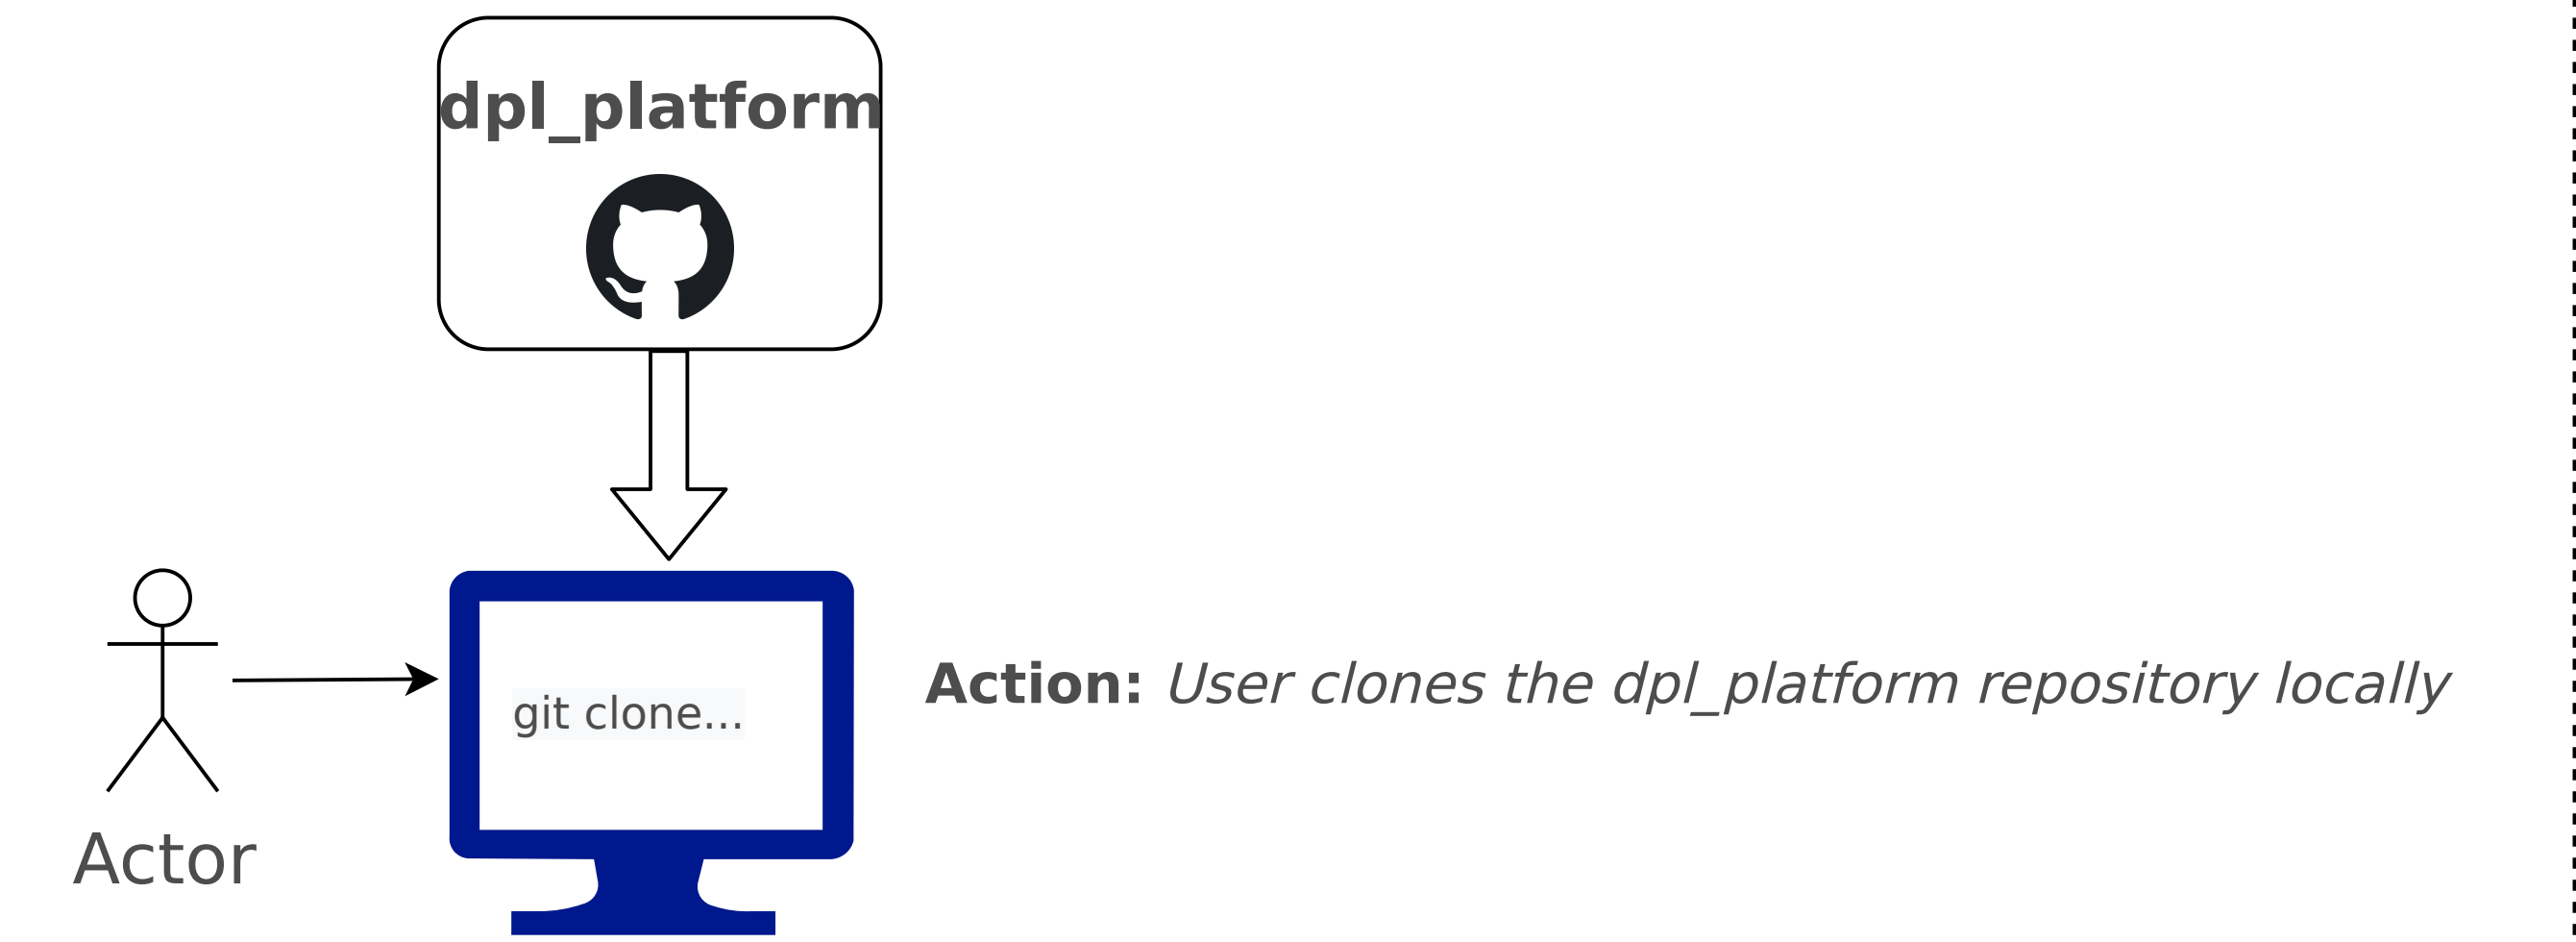 dpl_platform
git clone...
Action: User clones the dpl_platform repository locally
Actor